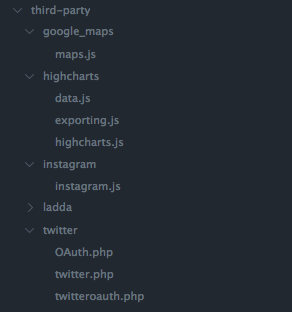 third-party
google_maps
maps.js
highcharts
data.js
exporting.js
highcharts.js
instagram
instagram.js
ladda
twitter
OAuth.php
twitter.php
twitteroauth.php